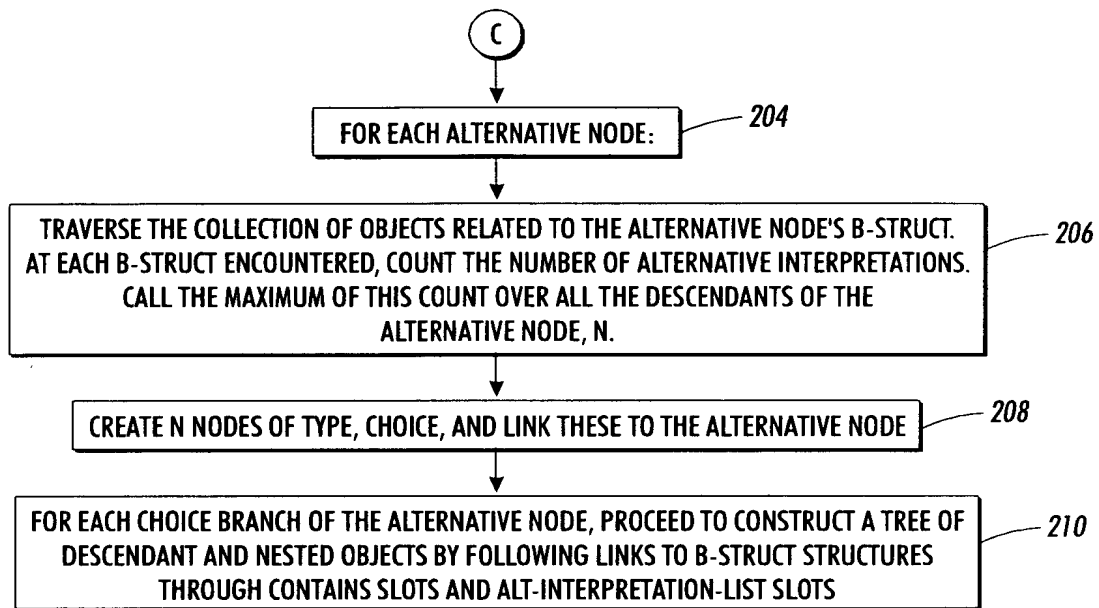 C
FOR EACH ALTERNATIVE NODE:
204
TRAVERSE THE COLLECTION OF OBJECTS RELATED TO THE ALTERNATIVE NODE'S B-STRUCT.
AT EACH B-STRUCT ENCOUNTERED, COUNT THE NUMBER OF ALTERNATIVE INTERPRETATIONS.
CALL THE MAXIMUM OF THIS COUNT OVER ALL THE DESCENDANTS OF THE
ALTERNATIVE NODE, N.
206
CREATE N NODES OF TYPE, CHOICE, AND LINK THESE TO THE ALTERNATIVE NODE
208
FOR EACH CHOICE BRANCH OF THE ALTERNATIVE NODE, PROCEED TO CONSTRUCT A TREE OF
DESCENDANT AND NESTED OBJECTS BY FOLLOWING LINKS TO B-STRUCT STRUCTURES
THROUGH CONTAINS SLOTS AND ALT-INTERPRETATION-LIST SLOTS
210